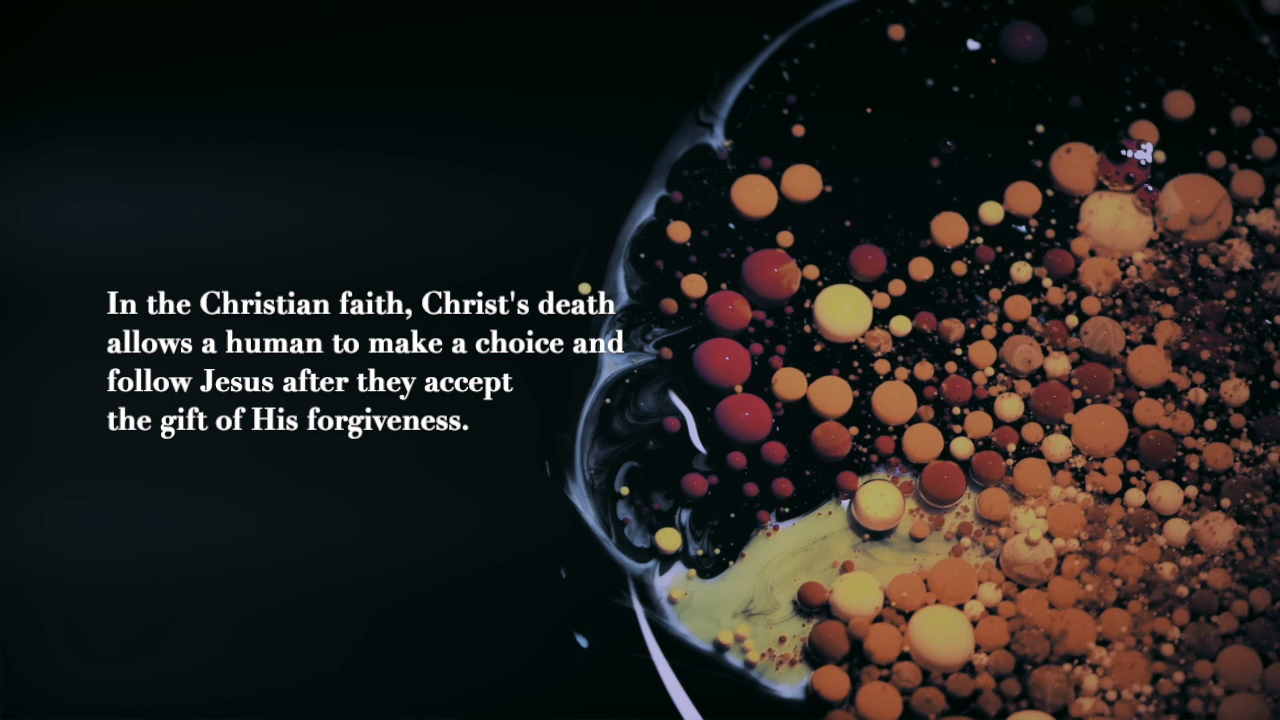 In the Christian faith, Christ's death
allows a human to make a choice and
follow Jesus after they accept
the gift of His forgiveness.